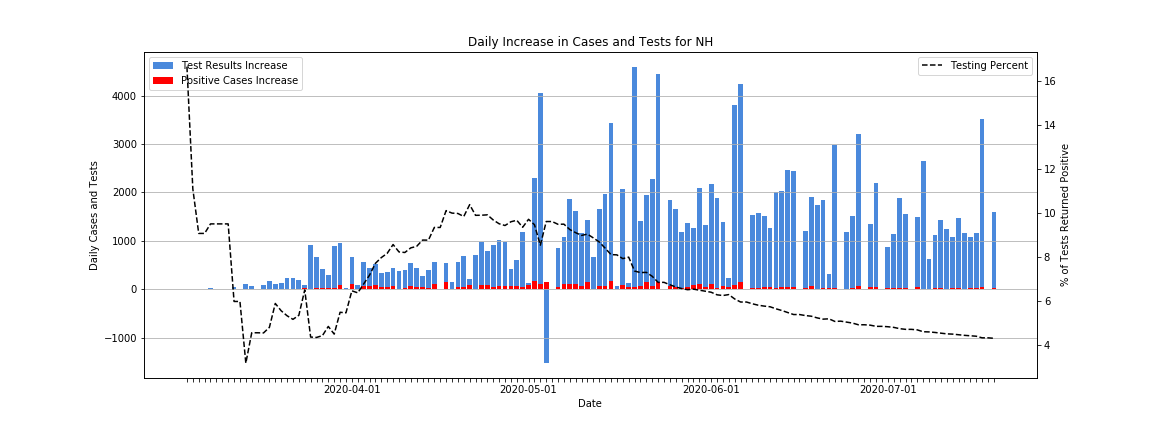 Daily Increase in Cases and Tests for NH
Test Results Increase
Positive Cases Increase
Testing Percent
4000
3000
2000
1000
0
−1000
Daily Cases and Tests
16
14
12
10
8
6
4
% of Tests Returned Positive
2020-04-01
2020-05-01
2020-06-01
2020-07-01
Date